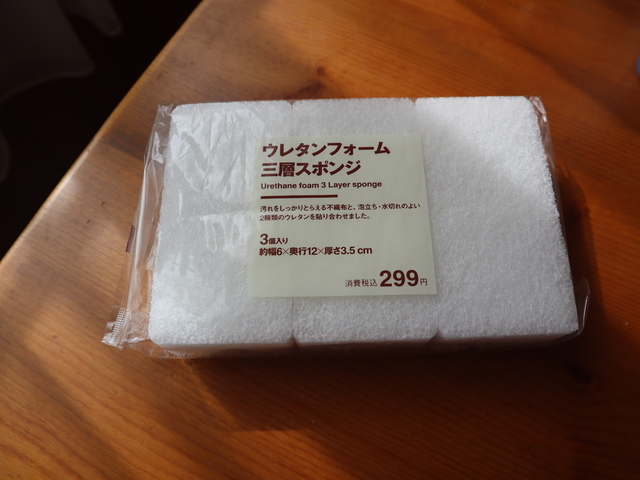 ウレタンフォーム
三層スポンジ
Urethane foam 3 Layer sponge
汚れをしっかりとらえる不織布と、泡立ち・水切れのよい
2種類のウレタンを貼り合わせました。
3個入り
約幅6×奥行12×厚さ3.5 cm
消費税込299円